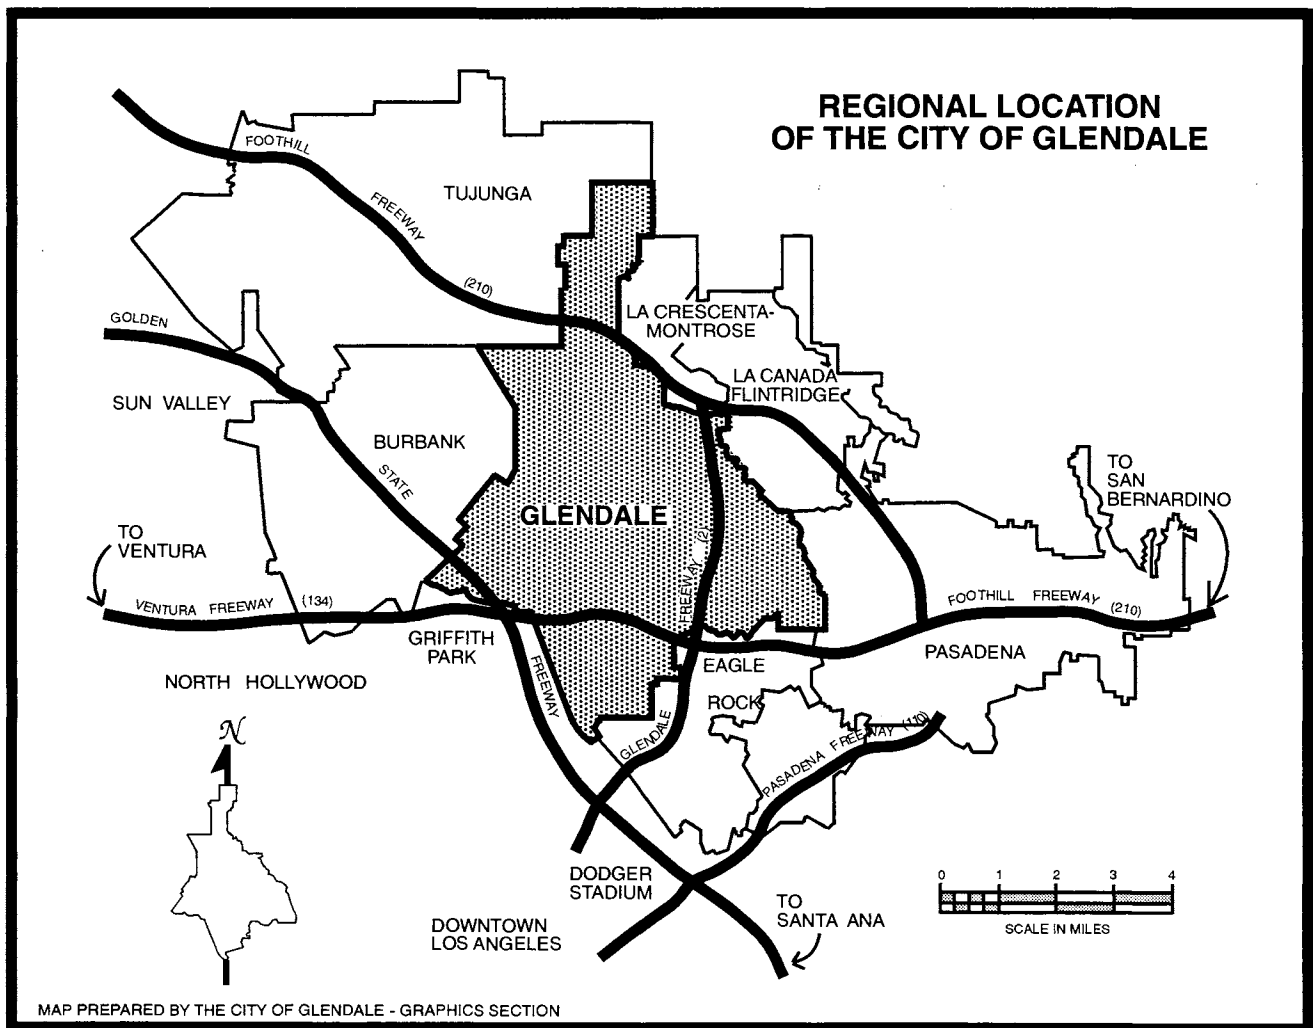 REGIONAL LOCATION
OF THE CITY OF GLENDALE
FOOTHILL
FREEWAY
(210)
TUJUNGA
LA CRESCENTA-
MONTROSE
GOLDEN
STATE
FREEWAY
SUN VALLEY
BURBANK
LA CANADA
FLINTRIDGE
GLENDALE
TO
SAN
BERNARDINO
TO
VENTURA
VENTURA FREEWAY (134)
FREEWAY (2)
GLENDALE
FOOTHILL FREEWAY (210)
GRIFFITH
PARK
EAGLE
ROCK
PASADENA
NORTH HOLLYWOOD
PASADENA FREEWAY (110)
N
DODGER
STADIUM
DOWNTOWN
LOS ANGELES
TO
SANTA ANA
0 1 2 3 4
SCALE IN MILES
MAP PREPARED BY THE CITY OF GLENDALE - GRAPHICS SECTION